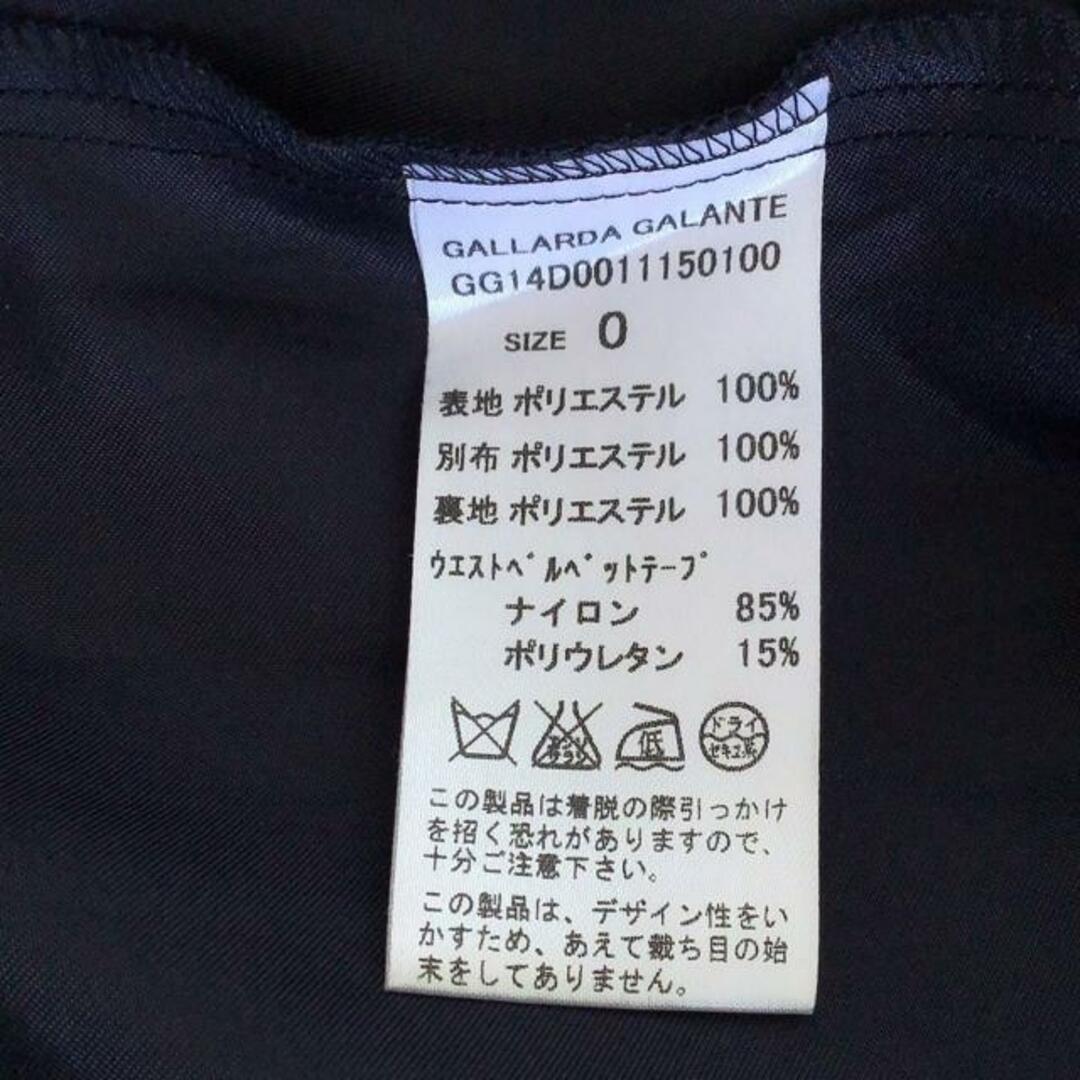 GALLARDA GALANTE
GG14D0011150100
SIZE 0
表地 ポリエステル 100%
別布 ポリエステル 100%
裏地 ポリエステル 100%
ウエストベルベットテープ
ナイロン 85%
ポリウレタン 15%
エンソサラシ 低 ドライ
セキユ系
この製品は着脱の際引っかけ
を招く恐れがありますので、
十分ご注意下さい。
この製品は、デザイン性をい
かすため、あえて裁ち目の始
末をしてありません。